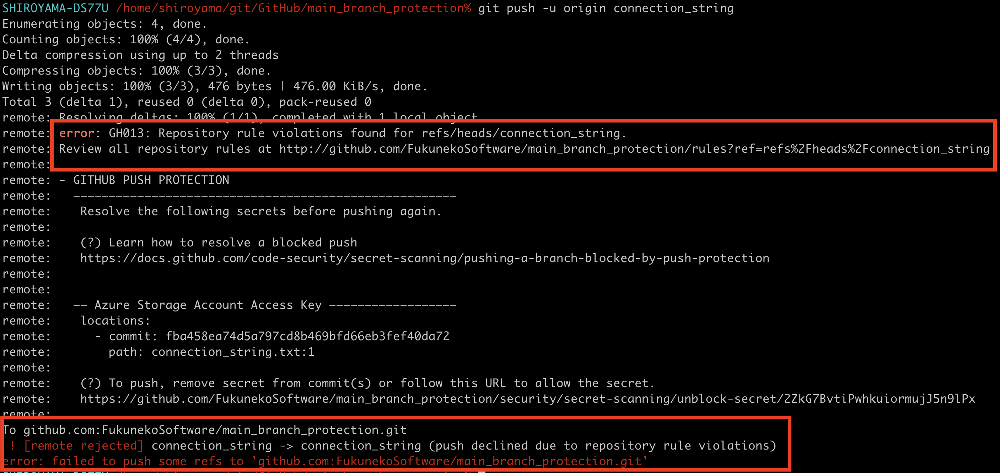 SHIROYAMA-DS77U /home/shiroyama/git/GitHub/main_branch_protection% git push -u origin connection_string
Enumerating objects: 4, done.
Counting objects: 100% (4/4), done.
Delta compression using up to 2 threads
Compressing objects: 100% (3/3), done.
Writing objects: 100% (3/3), 476 bytes | 476.00 KiB/s, done.
Total 3 (delta 1), reused 0 (delta 0), pack-reused 0
remote: Resolving deltas: 100% (1/1), completed with 1 local object
remote: error: GH013: Repository rule violations found for refs/heads/connection_string.
remote: Review all repository rules at http://github.com/FukunekoSoftware/main_branch_protection/rules?ref=refs%2Fheads%2Fconnection_string
remote:
remote: - GITHUB PUSH PROTECTION
remote: ——————————————————————————————————————————————————————
remote: Resolve the following secrets before pushing again.
remote:
remote: (?) Learn how to resolve a blocked push
remote: https://docs.github.com/code-security/secret-scanning/pushing-a-branch-blocked-by-push-protection
remote:
remote:
remote: —— Azure Storage Account Access Key ——————————————————
remote: locations:
remote: - commit: fba458ea74d5a797cd8b469bfd66eb3fef40da72
remote: path: connection_string.txt:1
remote:
remote: (?) To push, remove secret from commit(s) or follow this URL to allow the secret.
remote: https://github.com/FukunekoSoftware/main_branch_protection/security/secret-scanning/unblock-secret/2ZkG7BvtiPwhkuiormujJ5n9lPx
remote:
To github.com:FukunekoSoftware/main_branch_protection.git
! [remote rejected] connection_string -> connection_string (push declined due to repository rule violations)
error: failed to push some refs to 'github.com:FukunekoSoftware/main_branch_protection.git'